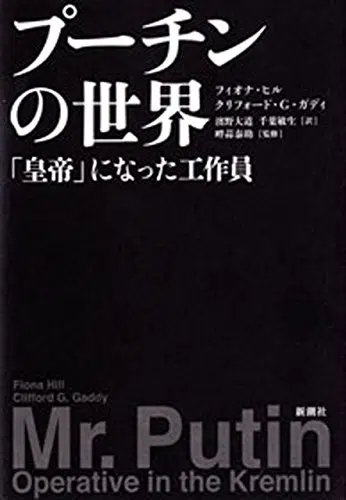 プーチン
の世界
フィオナ・ヒル
クリフォード・G・ガディ
濱野大道 千葉敏生[訳]
畔蒜泰助[監修]
「皇帝」になった工作員
Fiona Hill
Clifford G. Gaddy
新潮社
Mr. Putin
Operative in the Kremlin